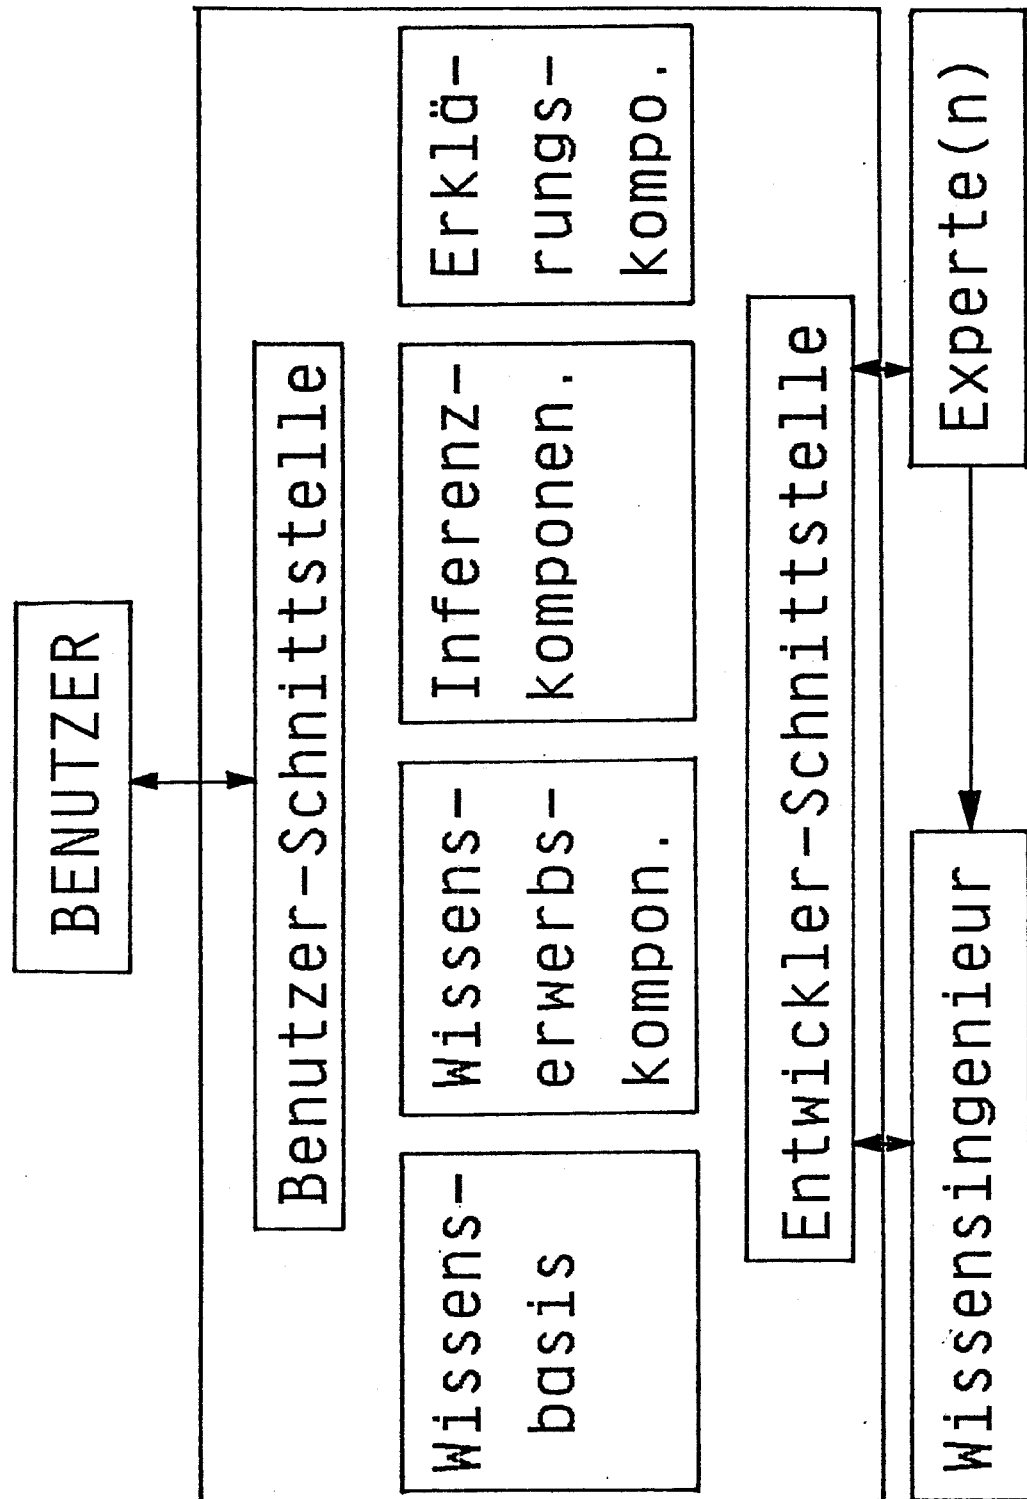 BENUTZER
Benutzer-Schnittstelle
Wissens-
basis
Wissens-
erwerbs-
kompon.
Inferenz-
komponen.
Erklä-
rungs-
kompo.
Entwickler-Schnittstelle
Wissensingenieur
Experte(n)